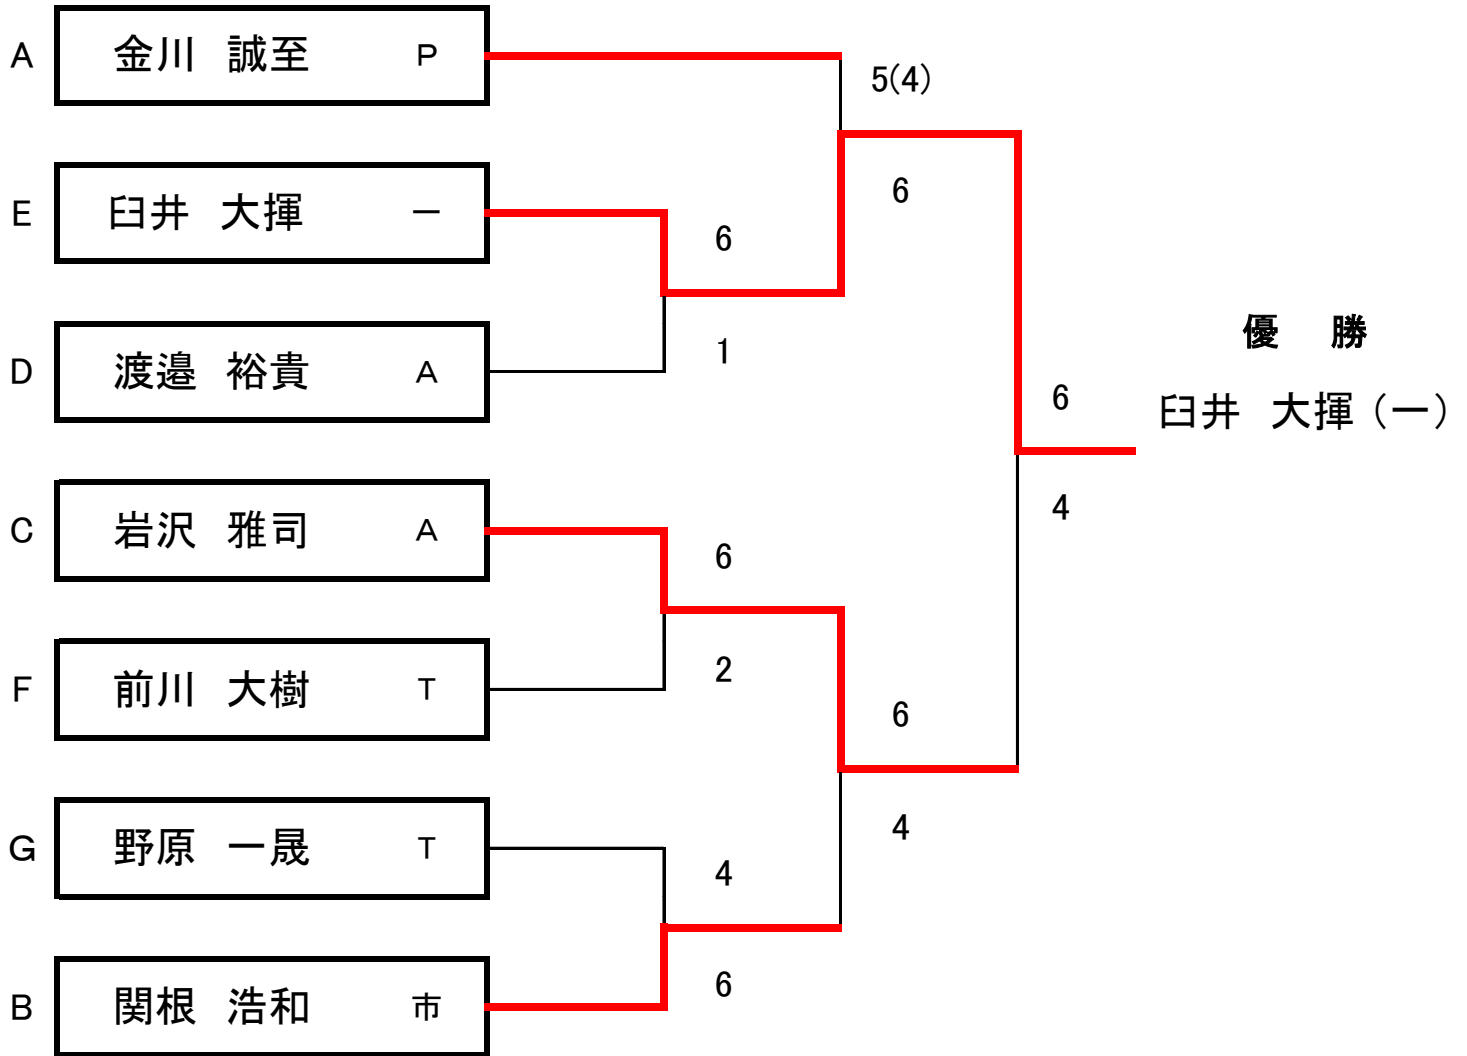 A 金川 誠至 P
5(4)
E 臼井 大揮 一
6
6
D 渡邉 裕貴 A
1
優 勝
6
臼井 大揮（一）
C 岩沢 雅司 A
6
4
F 前川 大樹 T
2
6
G 野原 一晟 T
4
4
B 関根 浩和 市
6